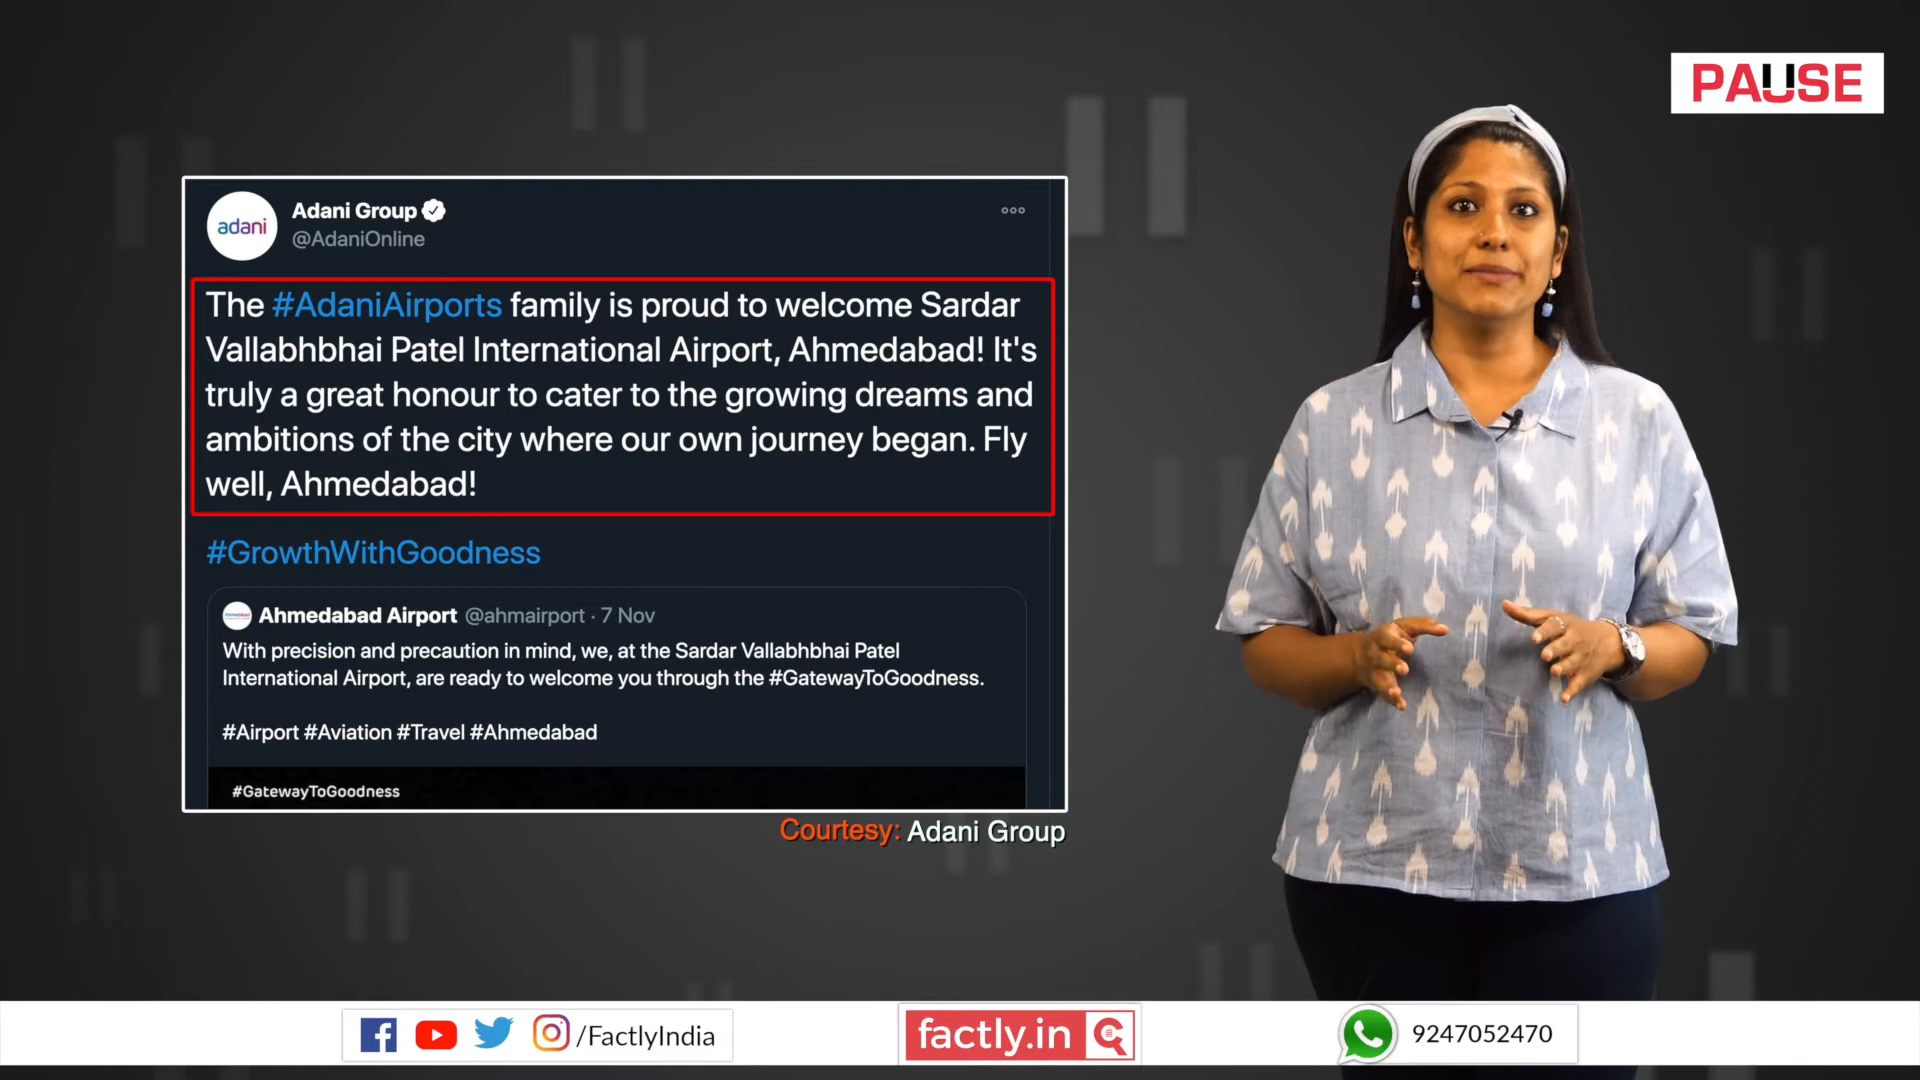 PAUSE
adani
Adani Group
@AdaniOnline
The #AdaniAirports family is proud to welcome Sardar
Vallabhbhai Patel International Airport, Ahmedabad! It's
truly a great honour to cater to the growing dreams and
ambitions of the city where our own journey began. Fly
well, Ahmedabad!
#GrowthWithGoodness
Ahmedabad Airport @ahmairport · 7 Nov
With precision and precaution in mind, we, at the Sardar Vallabhbhai Patel
International Airport, are ready to welcome you through the #GatewayToGoodness.
#Airport #Aviation #Travel #Ahmedabad
#GatewayToGoodness
Courtesy: Adani Group
/FactlyIndia
factly.in
9247052470